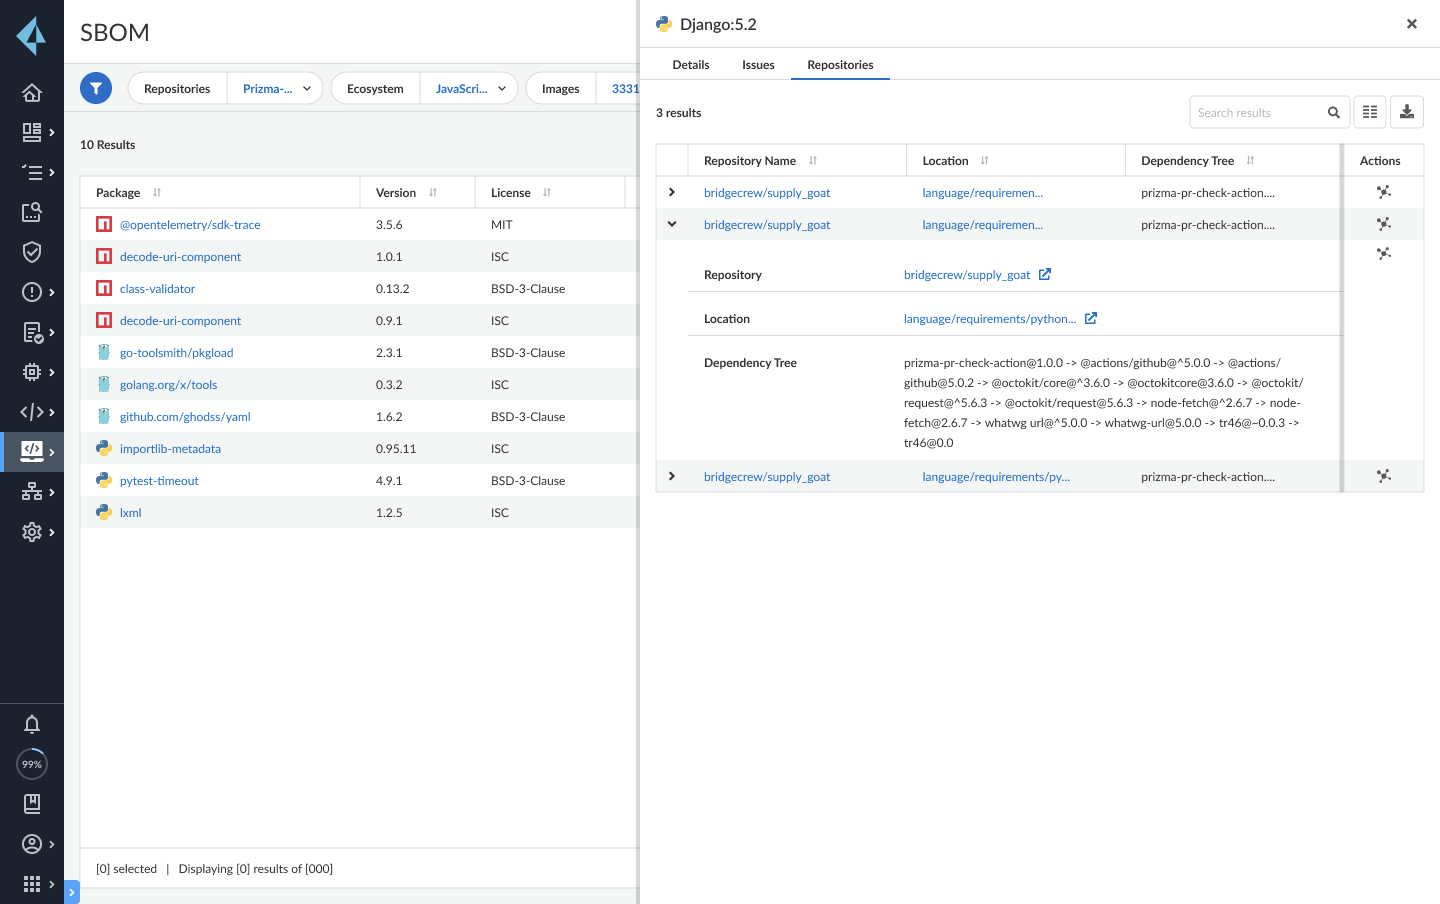 SBOM
Repositories Prizma-...
Ecosystem JavaScri...
Images 3331
10 Results
Package Version License
@opentelemetry/sdk-trace 3.5.6 MIT
decode-uri-component 1.0.1 ISC
class-validator 0.13.2 BSD-3-Clause
decode-uri-component 0.9.1 ISC
go-toolsmith/pkgload 2.3.1 BSD-3-Clause
golang.org/x/tools 0.3.2 ISC
github.com/ghodss/yaml 1.6.2 BSD-3-Clause
importlib-metadata 0.95.11 ISC
pytest-timeout 4.9.1 BSD-3-Clause
lxml 1.2.5 ISC
[0] selected | Displaying [0] results of [000]
99%
Django:5.2
Details Issues Repositories
3 results
Search results
Repository Name Location Dependency Tree Actions
bridgecrew/supply_goat language/requiremen... prizma-pr-check-action....
bridgecrew/supply_goat language/requiremen... prizma-pr-check-action....
Repository bridgecrew/supply_goat
Location language/requirements/python...
Dependency Tree prizma-pr-check-action@1.0.0 -> @actions/github@^5.0.0 -> @actions/
github@5.0.2 -> @octokit/core@^3.6.0 -> @octokitcore@3.6.0 -> @octokit/
request@^5.6.3 -> @octokit/request@5.6.3 -> node-fetch@^2.6.7 -> node-
fetch@2.6.7 -> whatwg url@^5.0.0 -> whatwg-url@5.0.0 -> tr46@~0.0.3 ->
tr46@0.0
bridgecrew/supply_goat language/requirements/py... prizma-pr-check-action....